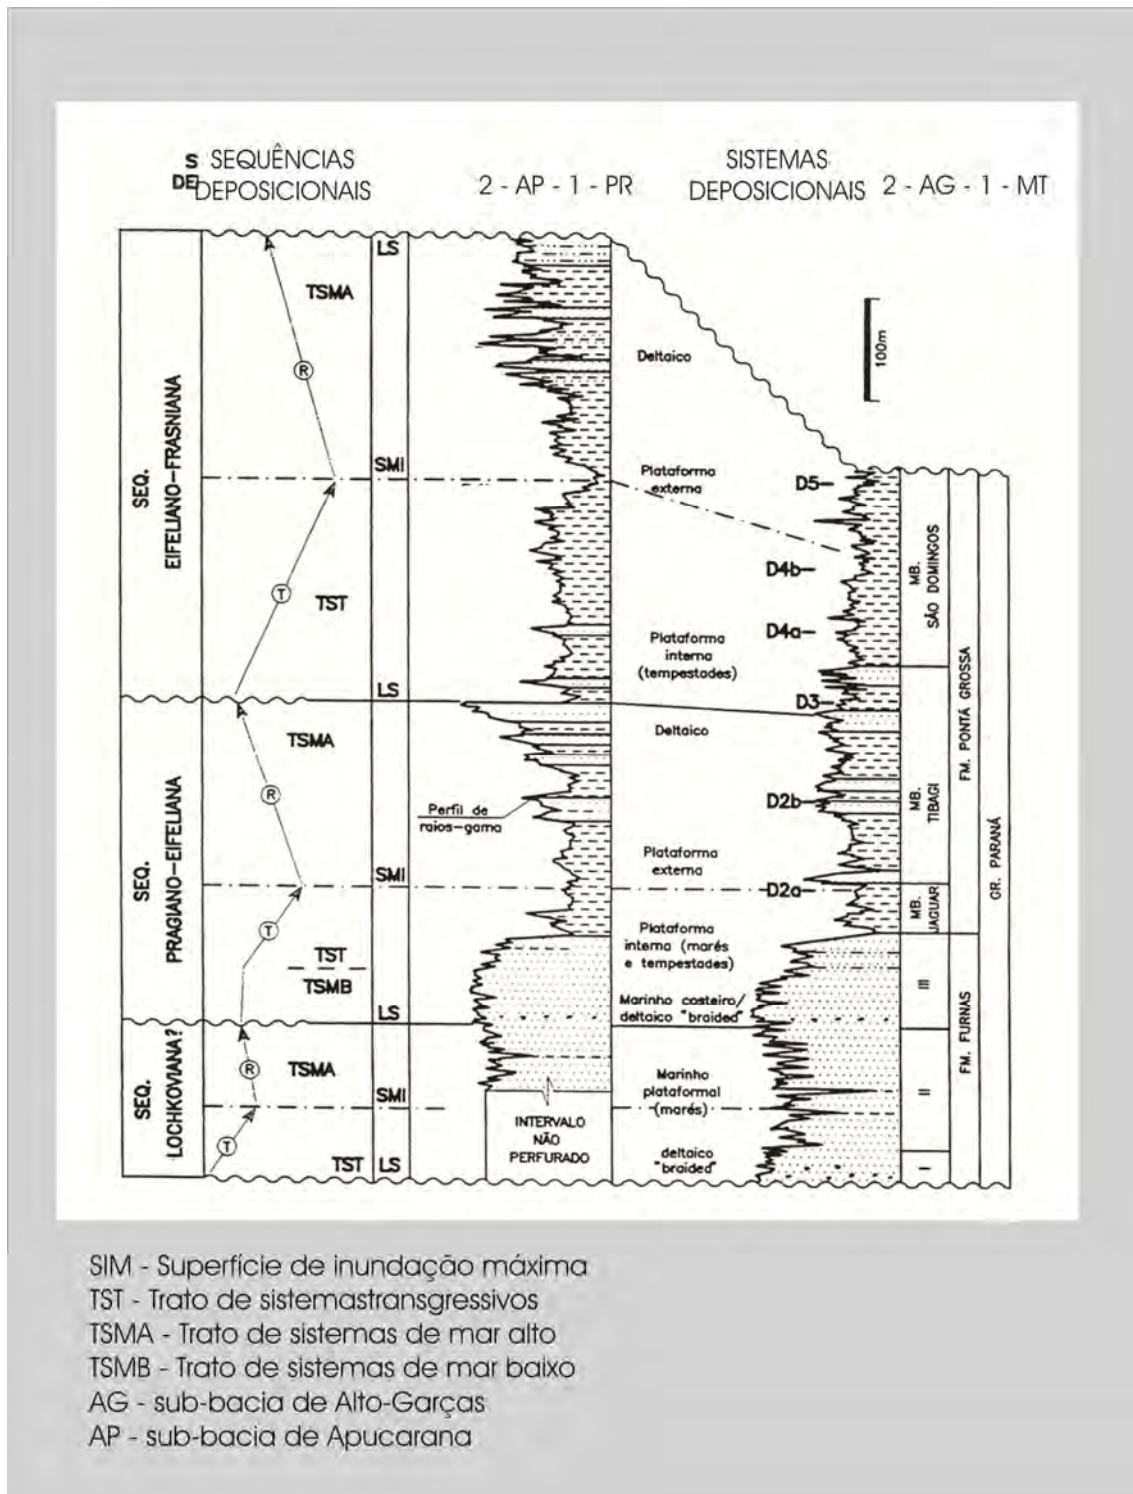 S SEQUÊNCIAS
DE DEPOSICIONAIS
2 - AP - 1 - PR
SISTEMAS
DEPOSICIONAIS
2 - AG - 1 - MT
SEQ.
EIFELIANO-FRASNIANA
TSMA
R
SMI
T
TST
LS
LS
Deltaico
100m
Plataforma
externa
D5
D4b
D4a
Plataforma
interna
(tempestades)
D3
MB.
SÃO DOMINGOS
SEQ.
PRAGIANO-EIFELIANA
TSMA
R
SMI
T
TST
TSMB
LS
Perfil de
raios-gama
Deltaico
D2b
Plataforma
externa
D2a
Plataforma
interna (marés
e tempestades)
Marinho costeiro/
deltaico "braided"
MB.
TIBAGI
MB.
JAGUAR
FM. PONTÁ GROSSA
GR. PARANÁ
SEQ.
LOCHKOVIANA?
R
TSMA
SMI
T
TST
LS
INTERVALO
NÃO
PERFURADO
Marinho
plataformal
(marés)
deltaico
"braided"
III
II
I
FM. FURNAS
SIM - Superfície de inundação máxima
TST - Trato de sistemastransgressivos
TSMA - Trato de sistemas de mar alto
TSMB - Trato de sistemas de mar baixo
AG - sub-bacia de Alto-Garças
AP - sub-bacia de Apucarana